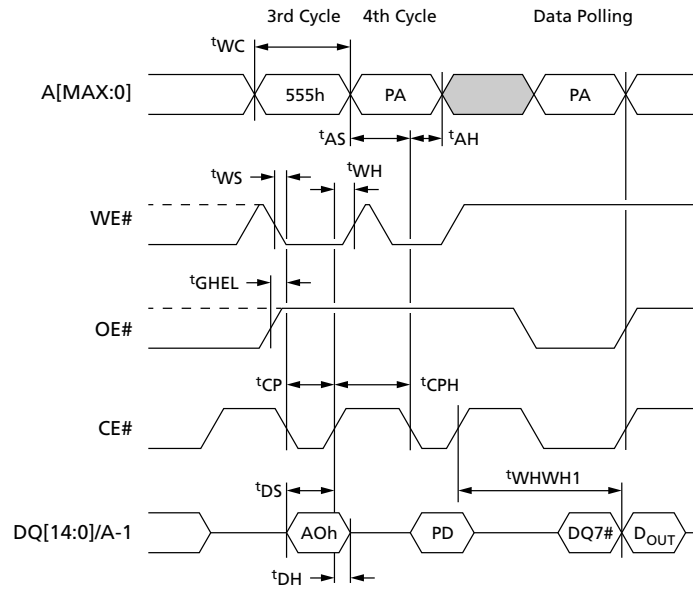 3rd Cycle 4th Cycle Data Polling
tWC
A[MAX:0] 555h PA PA
tAS tAH
tWS tWH
WE#
tGHEL
OE#
tCP tCPH
CE#
tWHWH1
tDS
DQ[14:0]/A-1 AOh PD DQ7# DOUT
tDH